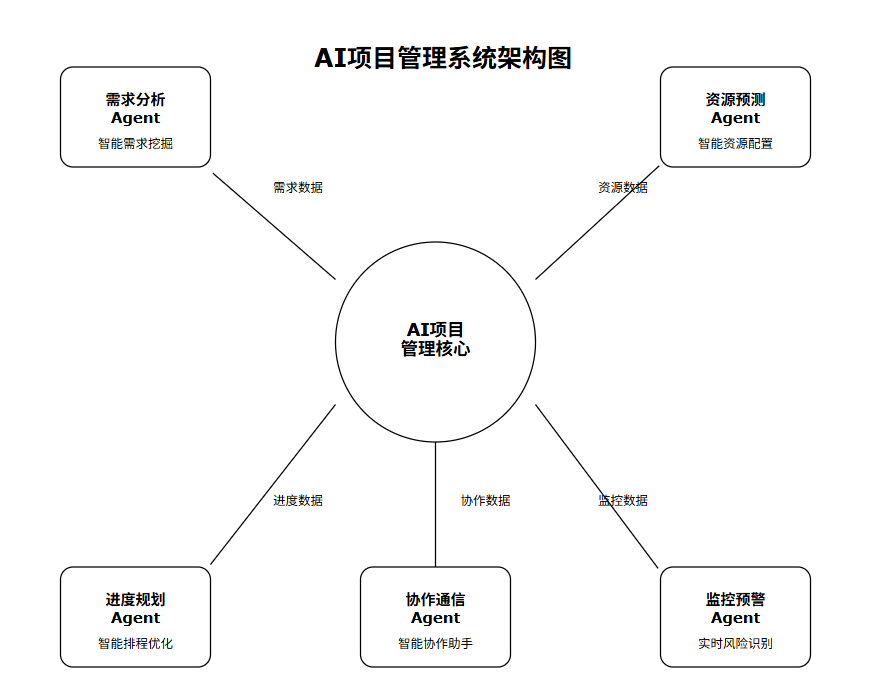 AI项目管理系统架构图
需求分析
Agent
智能需求挖掘
资源预测
Agent
智能资源配置
需求数据
资源数据
AI项目
管理核心
进度数据
协作数据
监控数据
进度规划
Agent
智能排程优化
协作通信
Agent
智能协作助手
监控预警
Agent
实时风险识别